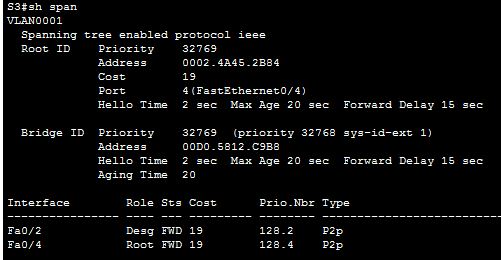 S3#sh span
VLAN0001
  Spanning tree enabled protocol ieee
  Root ID    Priority    32769
             Address     0002.4A45.2B84
             Cost        19
             Port        4(FastEthernet0/4)
             Hello Time  2 sec  Max Age 20 sec  Forward Delay 15 sec

  Bridge ID  Priority    32769  (priority 32768 sys-id-ext 1)
             Address     00D0.5812.C9B8
             Hello Time  2 sec  Max Age 20 sec  Forward Delay 15 sec
             Aging Time  20

Interface        Role Sts Cost      Prio.Nbr Type
---------------- ---- --- --------- -------- --------------------------------
Fa0/2            Desg FWD 19        128.2    P2p
Fa0/4            Root FWD 19        128.4    P2p